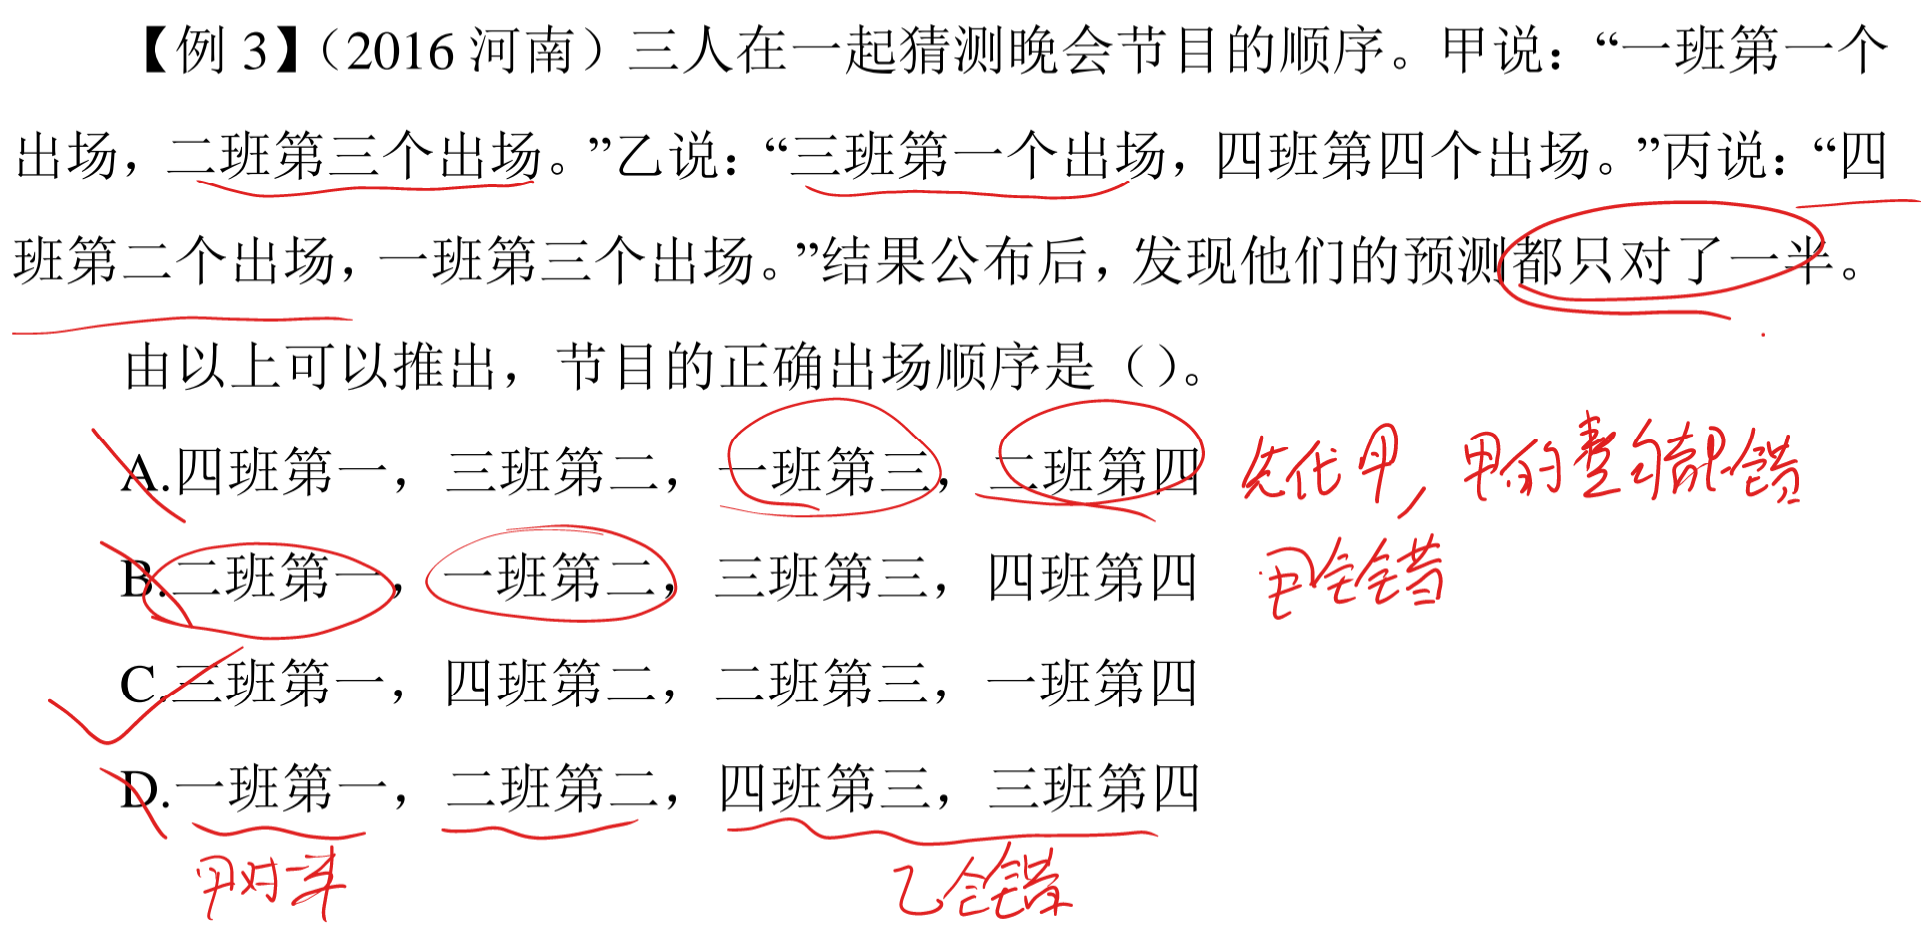 【例 3】（2016 河南）三人在一起猜测晚会节目的顺序。甲说：“一班第一个
出场，二班第三个出场。”乙说：“三班第一个出场，四班第四个出场。”丙说：“四
班第二个出场，一班第三个出场。”结果公布后，发现他们的预测都只对了一半。
由以上可以推出，节目的正确出场顺序是（）。
A.四班第一，三班第二，一班第三，二班第四 先代甲，甲的整句都错
B.二班第一，一班第二，三班第三，四班第四 甲全错
C.三班第一，四班第二，二班第三，一班第四
D.一班第一，二班第二，四班第三，三班第四
甲对一半 乙全错